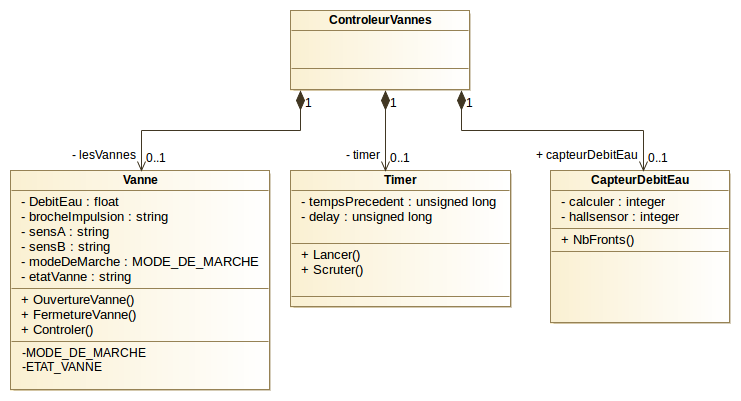 ControleurVannes
1
1
1
- lesVannes
0..1
- timer
0..1
+ capteurDebitEau
0..1
Vanne
- DebitEau : float
- brocheImpulsion : string
- sensA : string
- sensB : string
- modeDeMarche : MODE_DE_MARCHE
- etatVanne : string
+ OuvertureVanne()
+ FermetureVanne()
+ Controler()
-MODE_DE_MARCHE
-ETAT_VANNE
Timer
- tempsPrecedent : unsigned long
- delay : unsigned long
+ Lancer()
+ Scruter()
CapteurDebitEau
- calculer : integer
- hallsensor : integer
+ NbFronts()